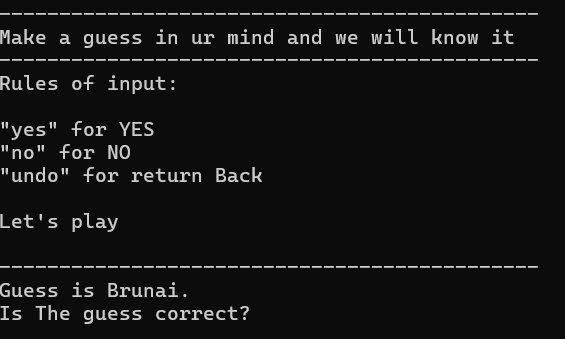 ---------------------------------------------
Make a guess in ur mind and we will know it
---------------------------------------------
Rules of input:
"yes" for YES
"no" for NO
"undo" for return Back
Let's play
---------------------------------------------
Guess is Brunai.
Is The guess correct?